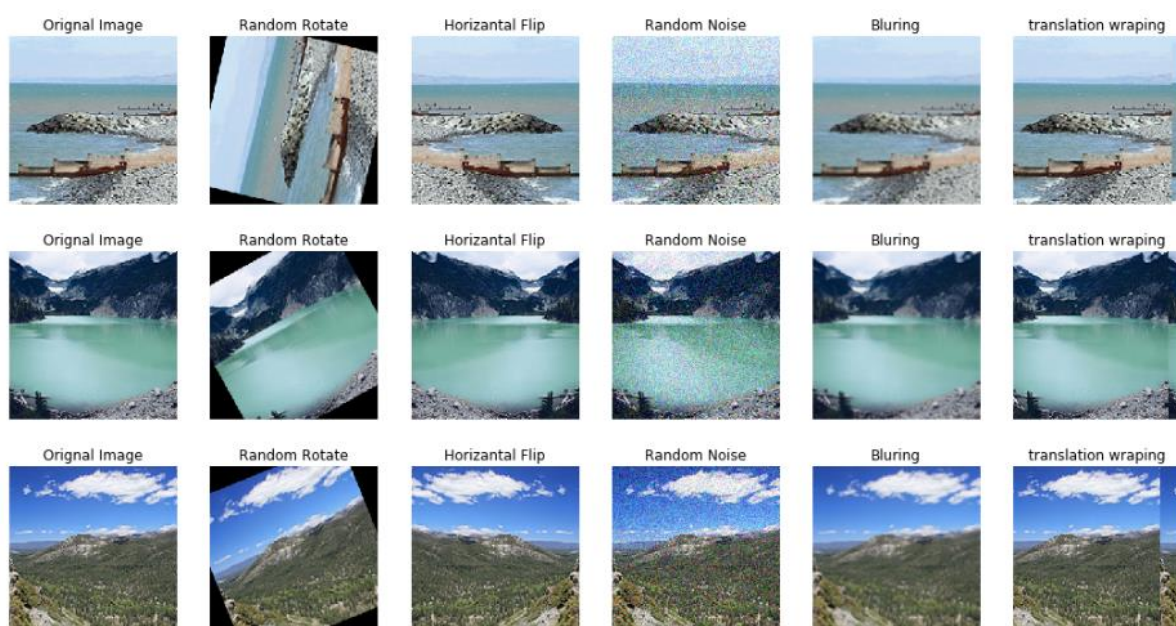 Orignal Image Random Rotate Horizantal Flip Random Noise Bluring translation wraping
Orignal Image Random Rotate Horizantal Flip Random Noise Bluring translation wraping
Orignal Image Random Rotate Horizantal Flip Random Noise Bluring translation wraping